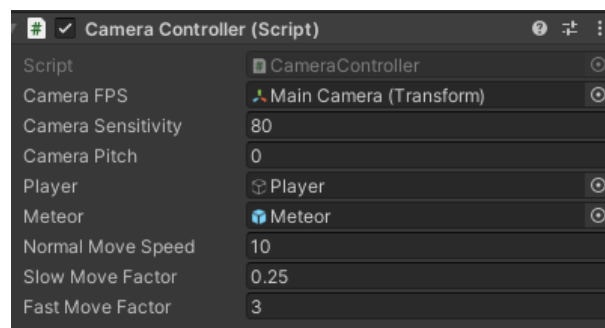 # Camera Controller (Script)
Script # CameraController
Camera FPS Main Camera (Transform)
Camera Sensitivity 80
Camera Pitch 0
Player Player
Meteor Meteor
Normal Move Speed 10
Slow Move Factor 0.25
Fast Move Factor 3